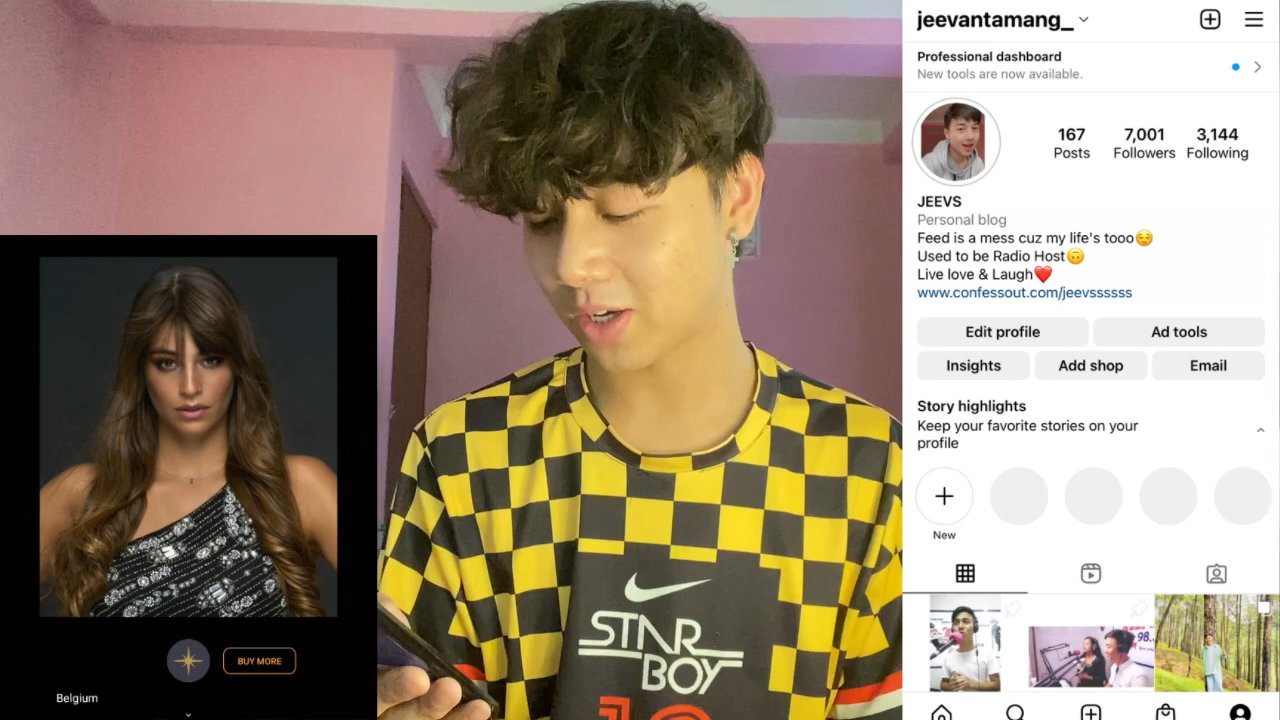 jeevantamang_
Professional dashboard
New tools are now available.
167
Posts
7,001
Followers
3,144
Following
JEEVS
Personal blog
Feed is a mess cuz my life's tooo😌
Used to be Radio Host🙃
Live love & Laugh❤️
www.confessout.com/jeevssssss
Edit profile
Ad tools
Insights
Add shop
Email
Story highlights
Keep your favorite stories on your
profile
New
98.
STAR
BOY
BUY MORE
Belgium